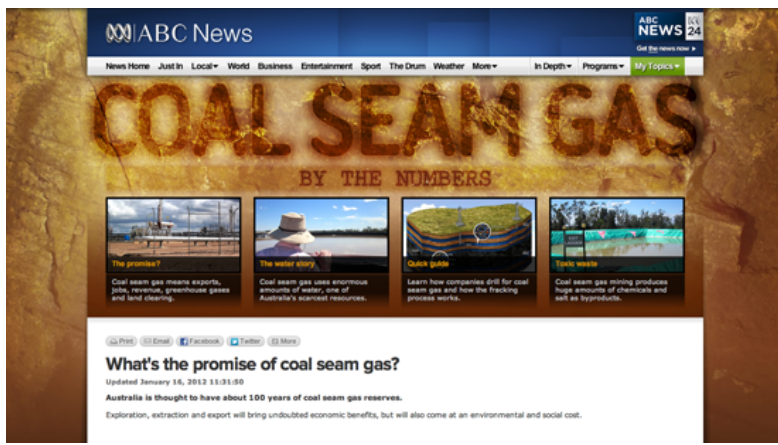 ABC News
ABC
NEWS 24
Get the news now
News Home Just In Local World Business Entertainment Sport The Drum Weather More In Depth Programs My Topics
COAL SEAM GAS
BY THE NUMBERS
The promise?
The water story
Quick guide
Toxic waste
Coal seam gas means exports,
jobs, revenue, greenhouse gases
and land clearing.
Coal seam gas uses enormous
amounts of water, one of
Australia's scarcest resources.
Learn how companies drill for coal
seam gas and how the fracking
process works.
Coal seam gas mining produces
huge amounts of chemicals and
salt as byproducts.
Print Email Facebook Twitter More
What's the promise of coal seam gas?
Updated January 16, 2012 11:31:50
Australia is thought to have about 100 years of coal seam gas reserves.
Exploration, extraction and export will bring undoubted economic benefits, but will also come at an environmental and social cost.